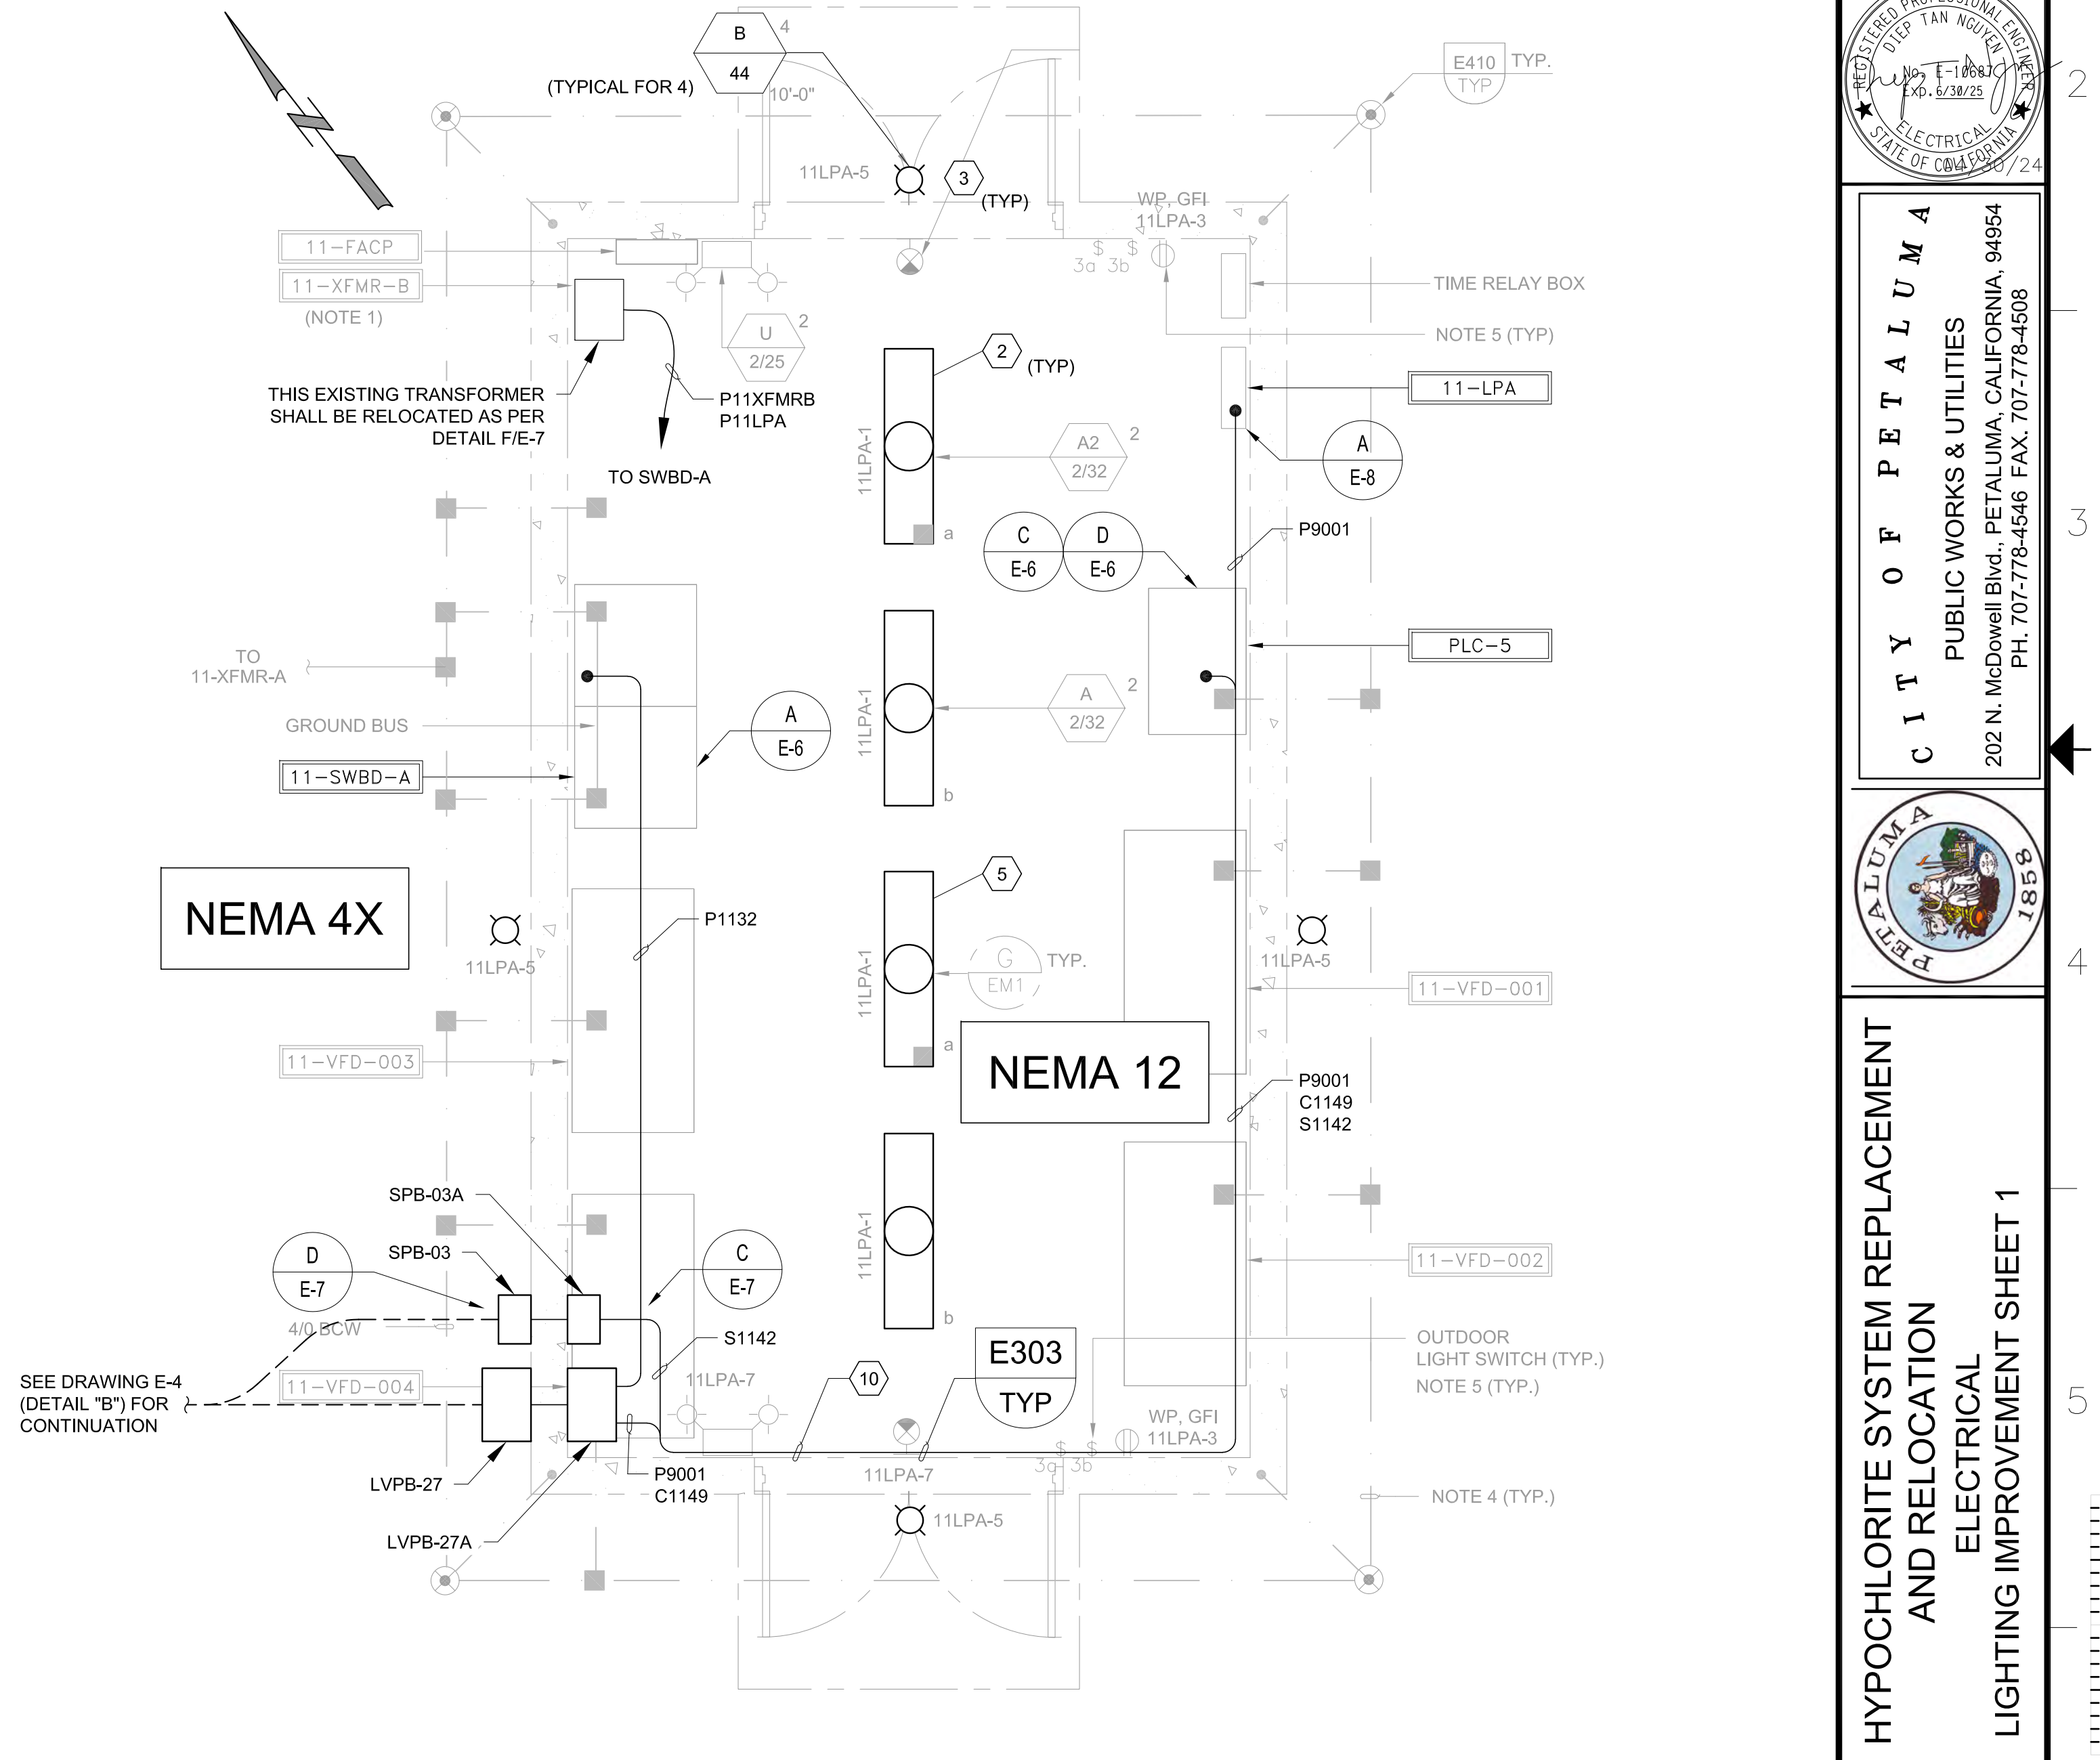 B
44
4
(TYPICAL FOR 4)
10'-0"
E410
TYP
TYP.
11LPA-5
3
(TYP)
WP, GFI
11LPA-3
$ $
3a 3b
11-FACP
11-XFMR-B
(NOTE 1)
U
2/25
2
TIME RELAY BOX
NOTE 5 (TYP)
2
(TYP)
THIS EXISTING TRANSFORMER
SHALL BE RELOCATED AS PER
DETAIL F/E-7
P11XFMRB
P11LPA
TO SWBD-A
11-LPA
11LPA-1
A2
2/32
2
A
E-8
a
C
E-6
D
E-6
P9001
TO
11-XFMR-A
GROUND BUS
11-SWBD-A
A
E-6
11LPA-1
A
2/32
2
b
PLC-5
NEMA 4X
5
P1132
11LPA-5
11LPA-1
G
EM1
TYP.
11LPA-5
11-VFD-001
11-VFD-003
a
NEMA 12
P9001
C1149
S1142
SPB-03A
SPB-03
D
E-7
C
E-7
11LPA-1
b
11-VFD-002
4/0 BCW
S1142
E303
TYP
OUTDOOR
LIGHT SWITCH (TYP.)
NOTE 5 (TYP.)
SEE DRAWING E-4
(DETAIL "B") FOR
CONTINUATION
11-VFD-004
11LPA-7
10
WP, GFI
11LPA-3
$ $
3a 3b
LVPB-27
P9001
C1149
11LPA-7
NOTE 4 (TYP.)
LVPB-27A
11LPA-5
REGISTERED PROFESSIONAL ENGINEER
DIEP TAN NGUYEN
No. E-10687
Exp. 6/30/25
ELECTRICAL
STATE OF CALIFORNIA
04/30/24
CITY OF PETALUMA
PUBLIC WORKS & UTILITIES
202 N. McDowell Blvd., PETALUMA, CALIFORNIA, 94954
PH. 707-778-4546 FAX. 707-778-4508
PETALUMA
1858
HYPOCHLORITE SYSTEM REPLACEMENT
AND RELOCATION
ELECTRICAL
LIGHTING IMPROVEMENT SHEET 1
2
3
4
5